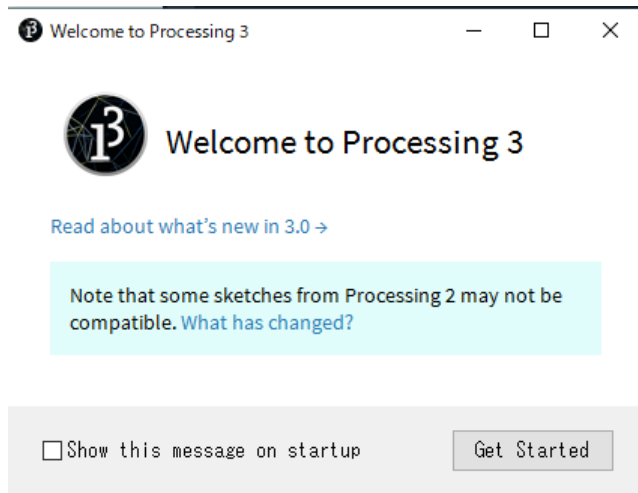 Welcome to Processing 3
Welcome to Processing 3
Read about what's new in 3.0 →
Note that some sketches from Processing 2 may not be
compatible. What has changed?
Show this message on startup
Get Started